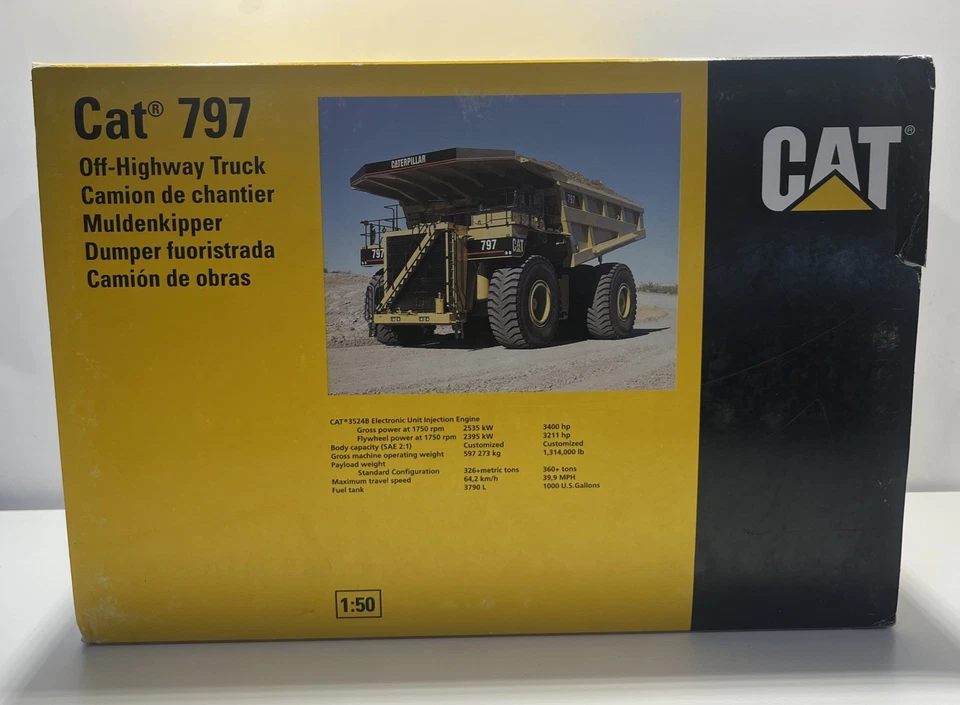 Cat® 797
Off-Highway Truck
Camion de chantier
Muldenkipper
Dumper fuoristrada
Camión de obras
CATERPILLAR
797
797
797
CAT
CAT®
CAT®3524B Electronic Unit Injection Engine
Gross power at 1750 rpm 2535 kW 3400 hp
Flywheel power at 1750 rpm 2395 kW 3211 hp
Body capacity (SAE 2:1) Customized Customized
Gross machine operating weight 597 273 kg 1,314,000 lb
Payload weight
Standard Configuration 326+metric tons 360+ tons
Maximum travel speed 64,2 km/h 39,9 MPH
Fuel tank 3790 L 1000 U.S.Gallons
1:50